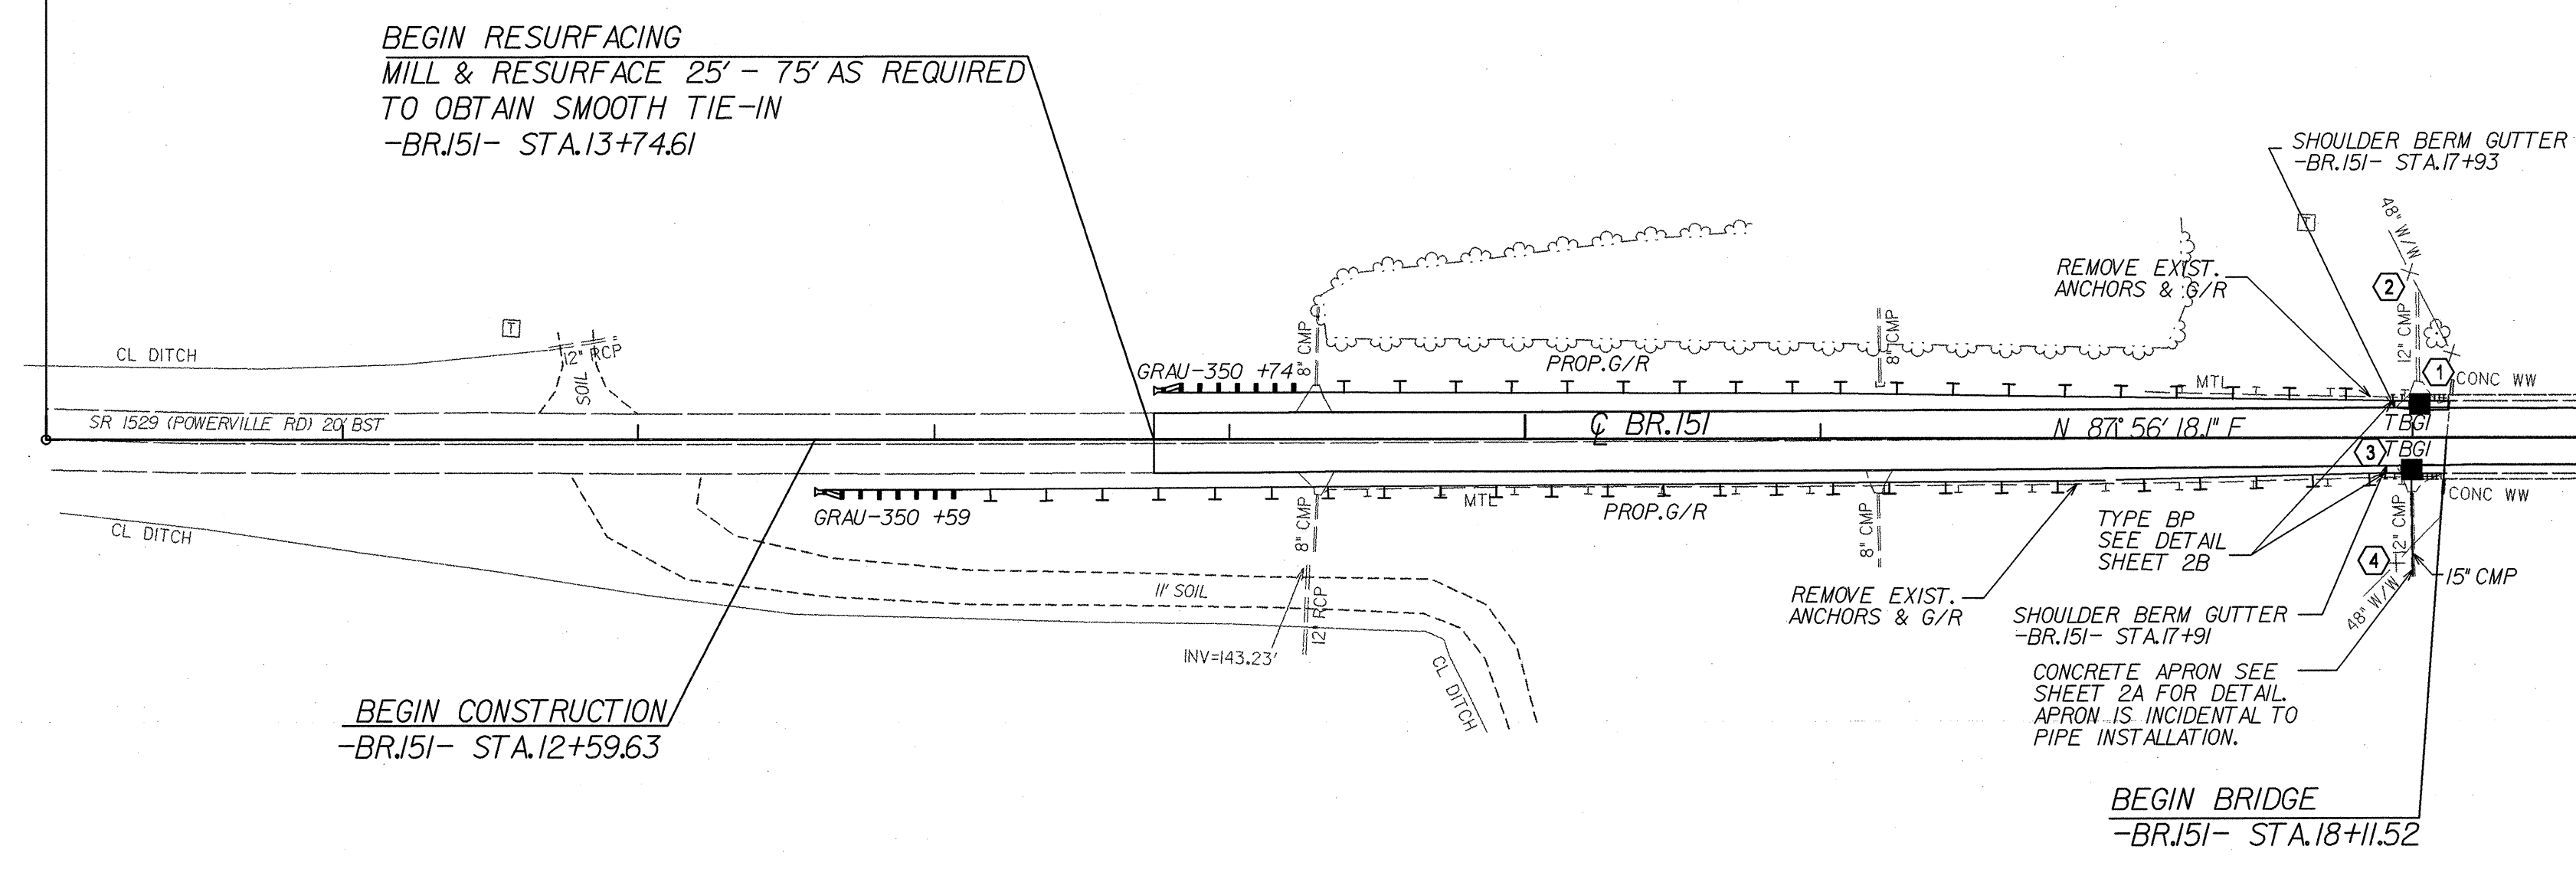 BEGIN RESURFACING
MILL & RESURFACE 25' - 75' AS REQUIRED
TO OBTAIN SMOOTH TIE-IN
-BR.151- STA.13+74.61
SHOULDER BERM GUTTER
-BR.151- STA.17+93
T
48" W/W
REMOVE EXIST.
ANCHORS & G/R
2
12" CMP
T
CL DITCH
12" RCP
SOIL
8" CMP
8" CMP
PROP.G/R
GRAU-350 +74
MTL
1
CONC WW
SR 1529 (POWERVILLE RD) 20' BST
℄ BR.151
N 87° 56' 18.1" E
TBGI
3
TBGI
GRAU-350 +59
MTL
PROP.G/R
CONC WW
CL DITCH
8" CMP
8" CMP
12" CMP
TYPE BP
SEE DETAIL
SHEET 2B
4
15" CMP
11' SOIL
12" RCP
INV=143.23'
REMOVE EXIST.
ANCHORS & G/R
SHOULDER BERM GUTTER
-BR.151- STA.17+91
48" W/W
CL DITCH
CONCRETE APRON SEE
SHEET 2A FOR DETAIL.
APRON IS INCIDENTAL TO
PIPE INSTALLATION.
BEGIN CONSTRUCTION
-BR.151- STA.12+59.63
BEGIN BRIDGE
-BR.151- STA.18+11.52